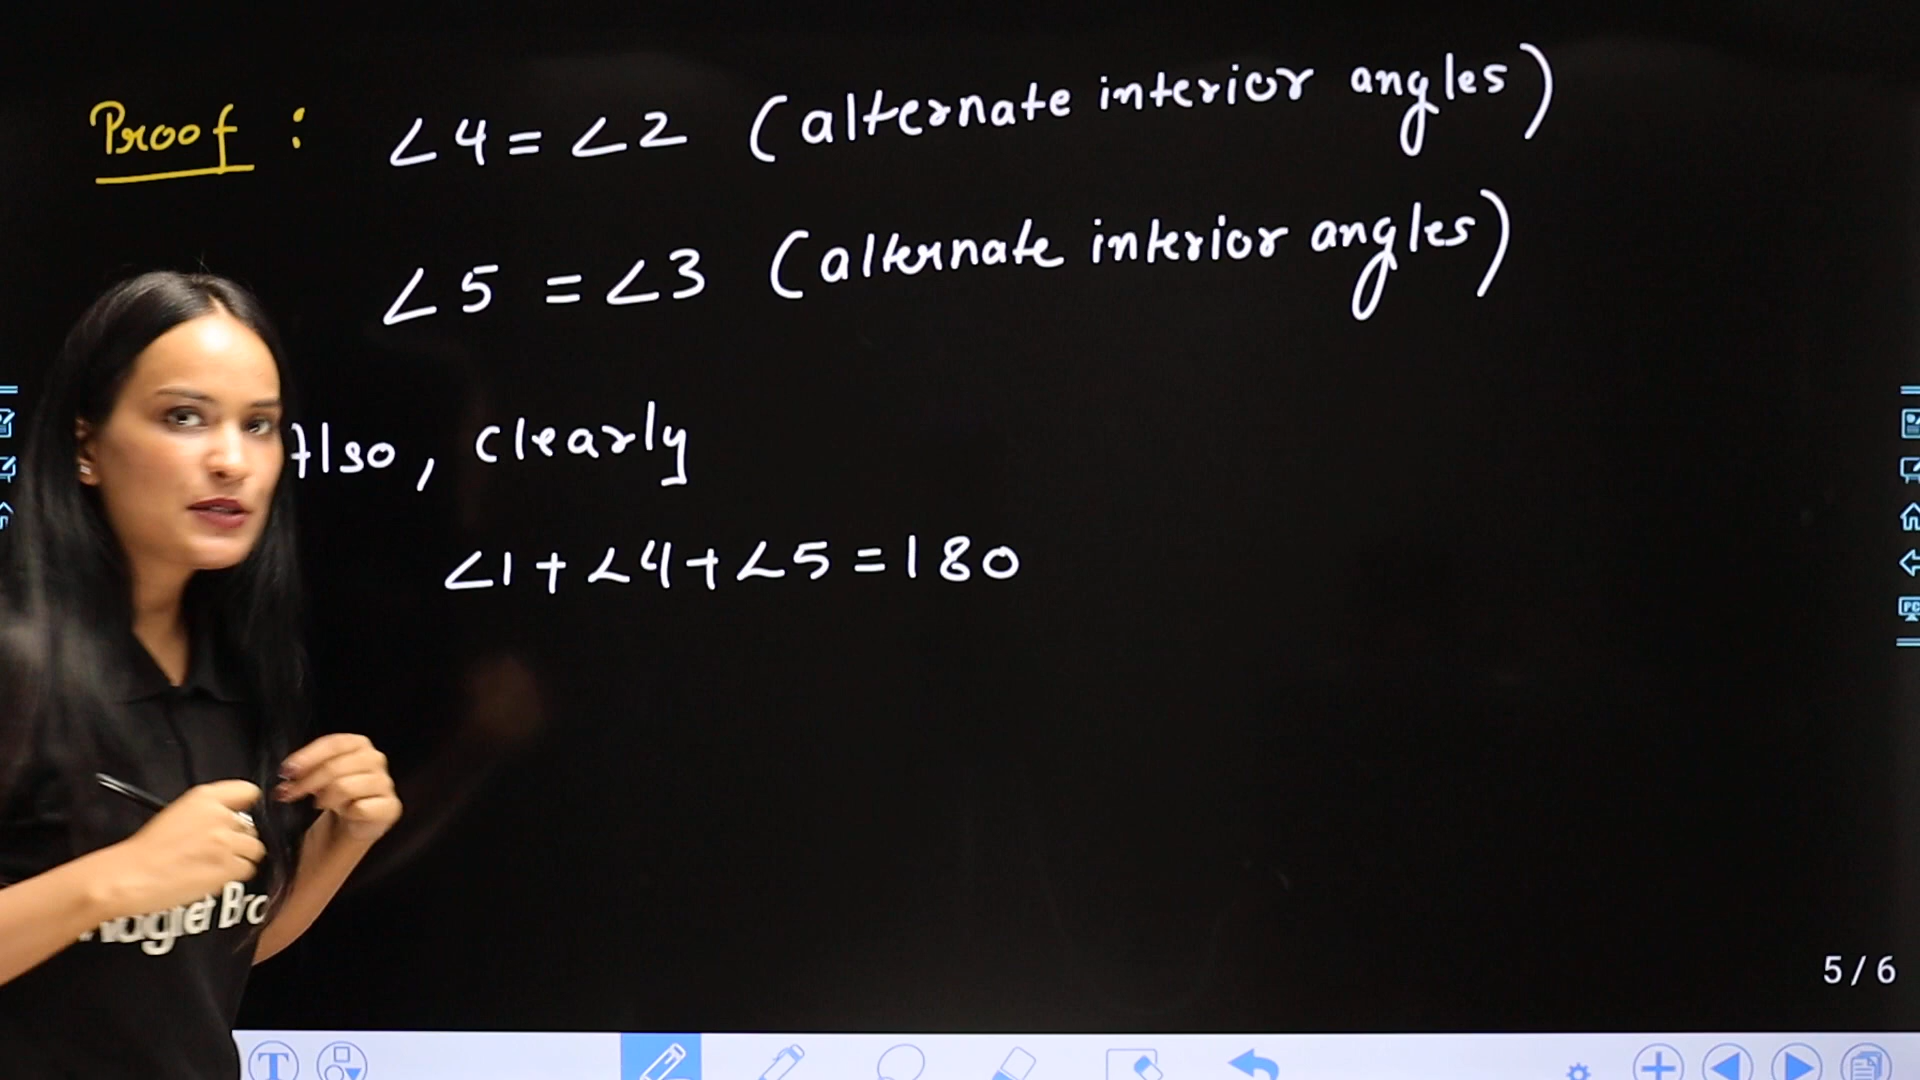 Proof : ∠4 = ∠2 (alternate interior angles)
∠5 = ∠3 (alternate interior angles)
Also, clearly
∠1 + ∠4 + ∠5 = 180
5 / 6
T